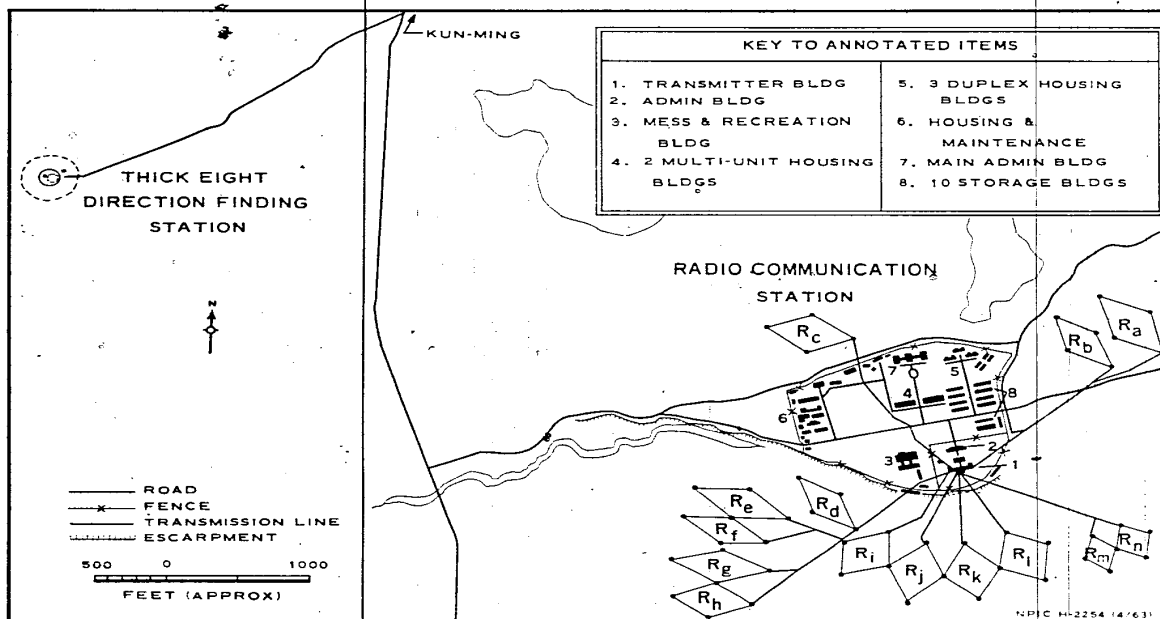 KUN-MING
KEY TO ANNOTATED ITEMS
1. TRANSMITTER BLDG
2. ADMIN BLDG
3. MESS & RECREATION
BLDG
4. 2 MULTI-UNIT HOUSING
BLDGS
5. 3 DUPLEX HOUSING
BLDGS
6. HOUSING &
MAINTENANCE
7. MAIN ADMIN BLDG
8. 10 STORAGE BLDGS
THICK EIGHT
DIRECTION FINDING
STATION
N
RADIO COMMUNICATION
STATION
Rc
Rb
Ra
7
5
4
8
6
3
2
1
Re
Rd
Rf
Rg
Rh
Ri
Rj
Rk
Rl
Rm
Rn
ROAD
FENCE
TRANSMISSION LINE
ESCARPMENT
500 0 1000
FEET (APPROX)
NPIC H-2254 (4/63)